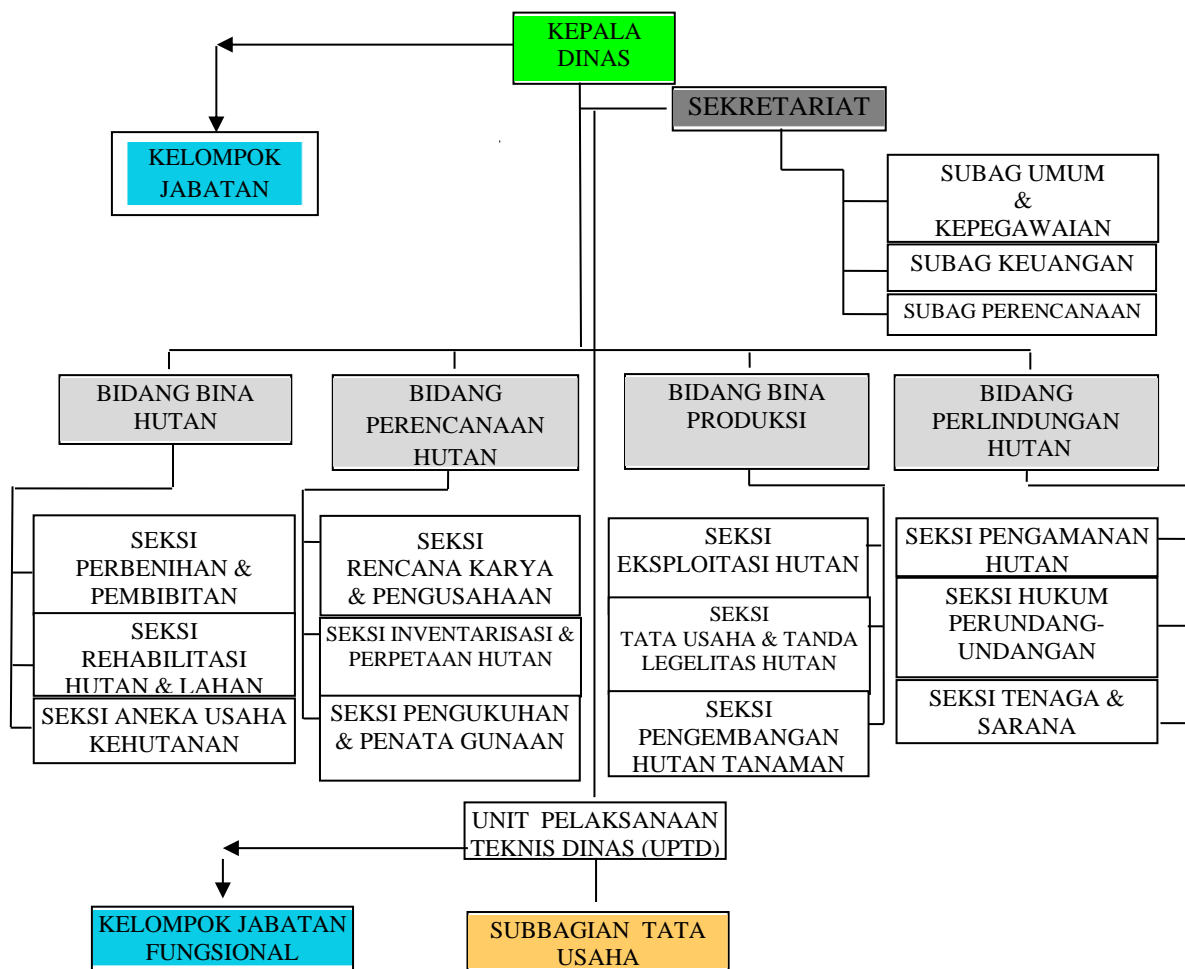 KEPALA
DINAS
SEKRETARIAT
KELOMPOK
JABATAN
SUBAG UMUM
&
KEPEGAWAIAN
SUBAG KEUANGAN
SUBAG PERENCANAAN
BIDANG BINA
HUTAN
BIDANG
PERENCANAAN
HUTAN
BIDANG BINA
PRODUKSI
BIDANG
PERLINDUNGAN
HUTAN
SEKSI
PERBENIHAN &
PEMBIBITAN
SEKSI
REHABILITASI
HUTAN & LAHAN
SEKSI ANEKA USAHA
KEHUTANAN
SEKSI
RENCANA KARYA
& PENGUSAHAAN
SEKSI INVENTARISASI &
PERPETAAN HUTAN
SEKSI PENGUKUHAN
& PENATA GUNAAN
SEKSI
EKSPLOITASI HUTAN
SEKSI
TATA USAHA & TANDA
LEGELITAS HUTAN
SEKSI
PENGEMBANGAN
HUTAN TANAMAN
SEKSI PENGAMANAN
HUTAN
SEKSI HUKUM
PERUNDANG-
UNDANGAN
SEKSI TENAGA &
SARANA
UNIT PELAKSANAAN
TEKNIS DINAS (UPTD)
KELOMPOK JABATAN
FUNGSIONAL
SUBBAGIAN TATA
USAHA